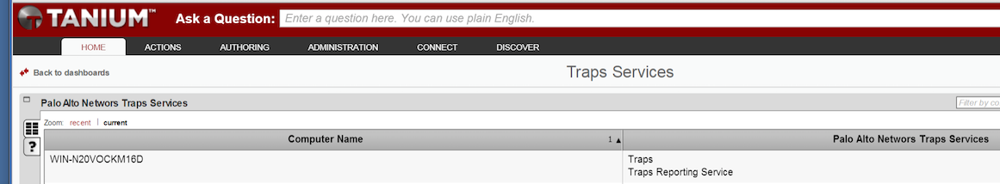 TANIUM™ Ask a Question: Enter a question here. You can use plain English.
HOME ACTIONS AUTHORING ADMINISTRATION CONNECT DISCOVER
Back to dashboards Traps Services
Palo Alto Networs Traps Services Filter by co
Zoom: recent | current
Computer Name 1 ▲ Palo Alto Networs Traps Services
WIN-N20VOCKM16D Traps
Traps Reporting Service